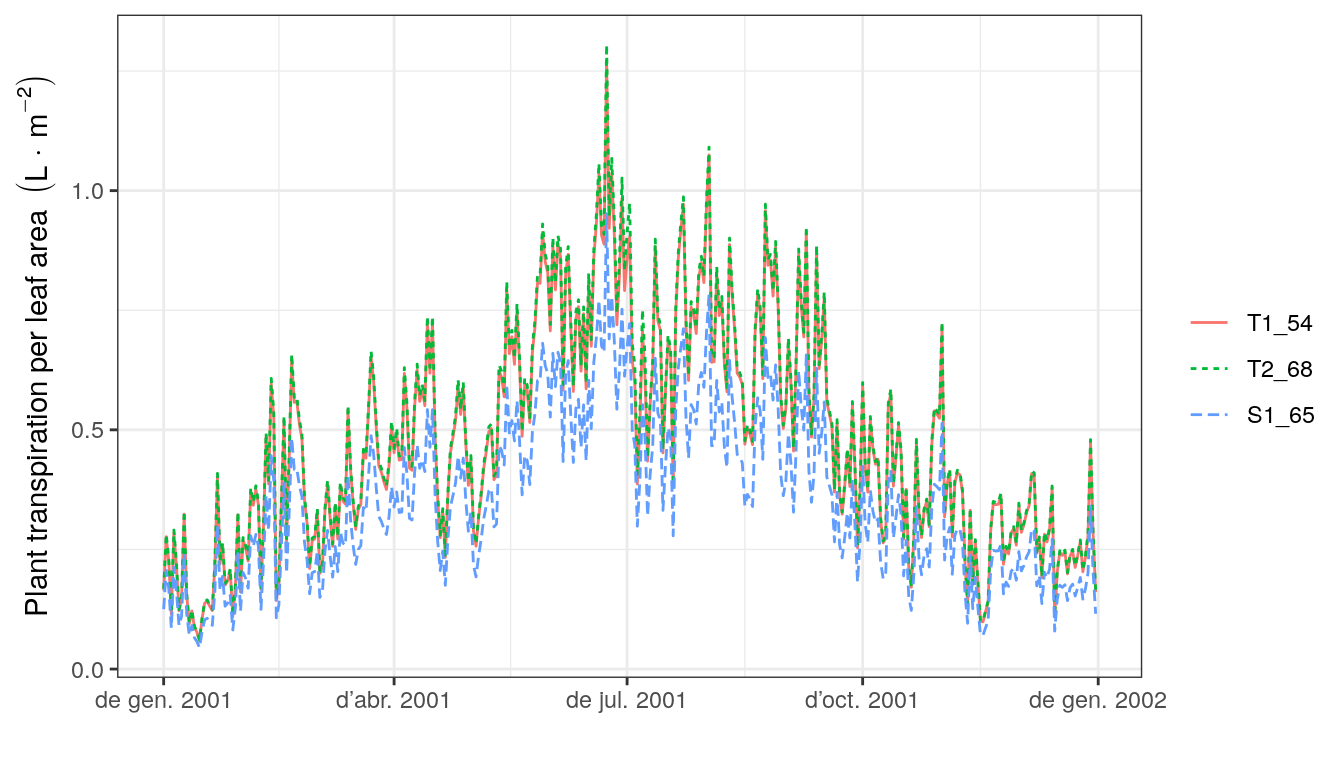 Plant transpiration per leaf area (L · m⁻²)
1.0
0.5
0.0
de gen. 2001 d'abr. 2001 de jul. 2001 d'oct. 2001 de gen. 2002
T1_54
T2_68
S1_65